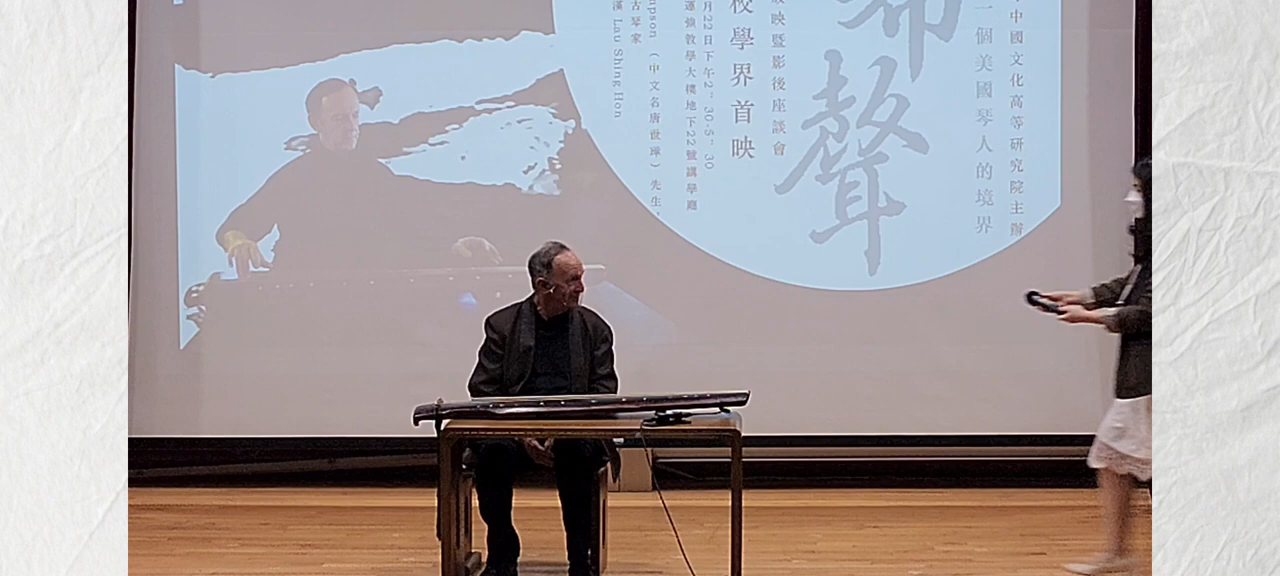 中國文化高等研究院主辦
一個美國琴人的境界
聲
映暨影後座談會
校學界首映
月22日下午2:30-5:30
教學大樓地下22號講學廳
mpson （中文名唐世璋）先生，
古琴家
漢 Lau Shing Hon